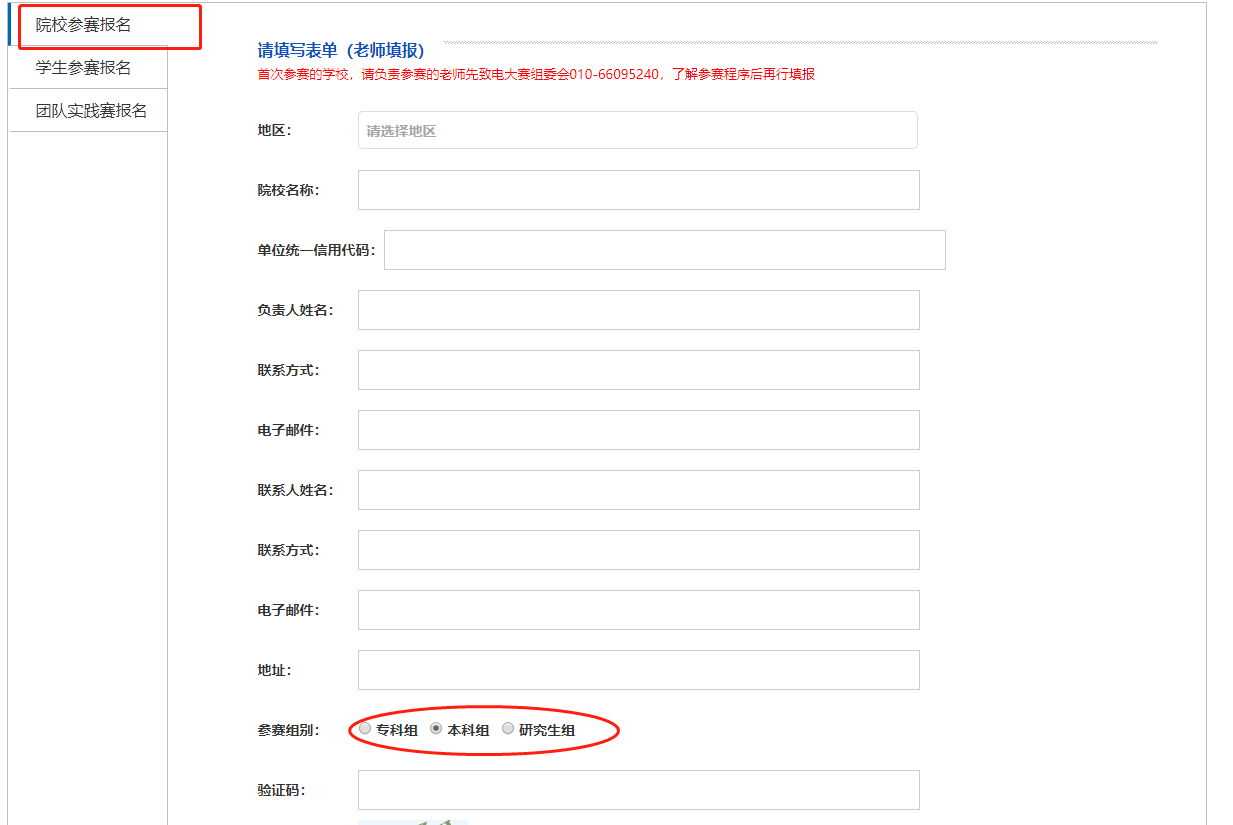 院校参赛报名
学生参赛报名
团队实践赛报名
请填写表单（老师填报）
首次参赛的学校，请负责参赛的老师先致电大赛组委会010-66095240，了解参赛程序后再行填报
地区：
请选择地区
院校名称：
单位统一信用代码：
负责人姓名：
联系方式：
电子邮件：
联系人姓名：
联系方式：
电子邮件：
地址：
参赛组别： 专科组 本科组 研究生组
验证码：